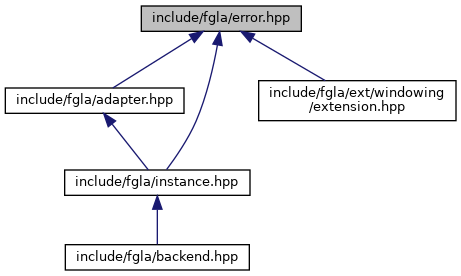 include/fgla/error.hpp
include/fgla/adapter.hpp
include/fgla/ext/windowing
/extension.hpp
include/fgla/instance.hpp
include/fgla/backend.hpp